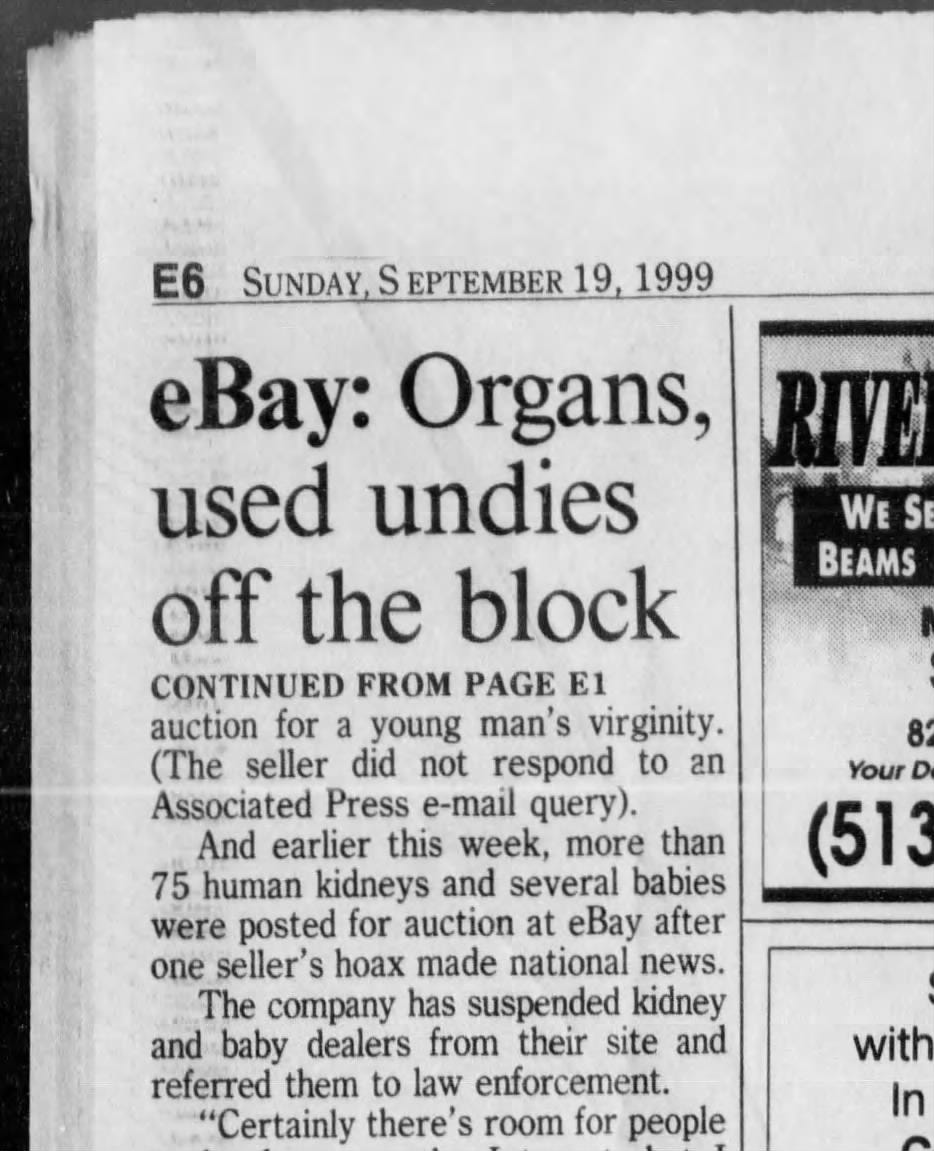 E6 SUNDAY, SEPTEMBER 19, 1999
eBay: Organs,
used undies
off the block
CONTINUED FROM PAGE E1
auction for a young man's virginity.
(The seller did not respond to an
Associated Press e-mail query).
And earlier this week, more than
75 human kidneys and several babies
were posted for auction at eBay after
one seller's hoax made national news.
The company has suspended kidney
and baby dealers from their site and
referred them to law enforcement.
"Certainly there's room for people
RIVE
WE SE
BEAMS
82
Your D
(513
with
In